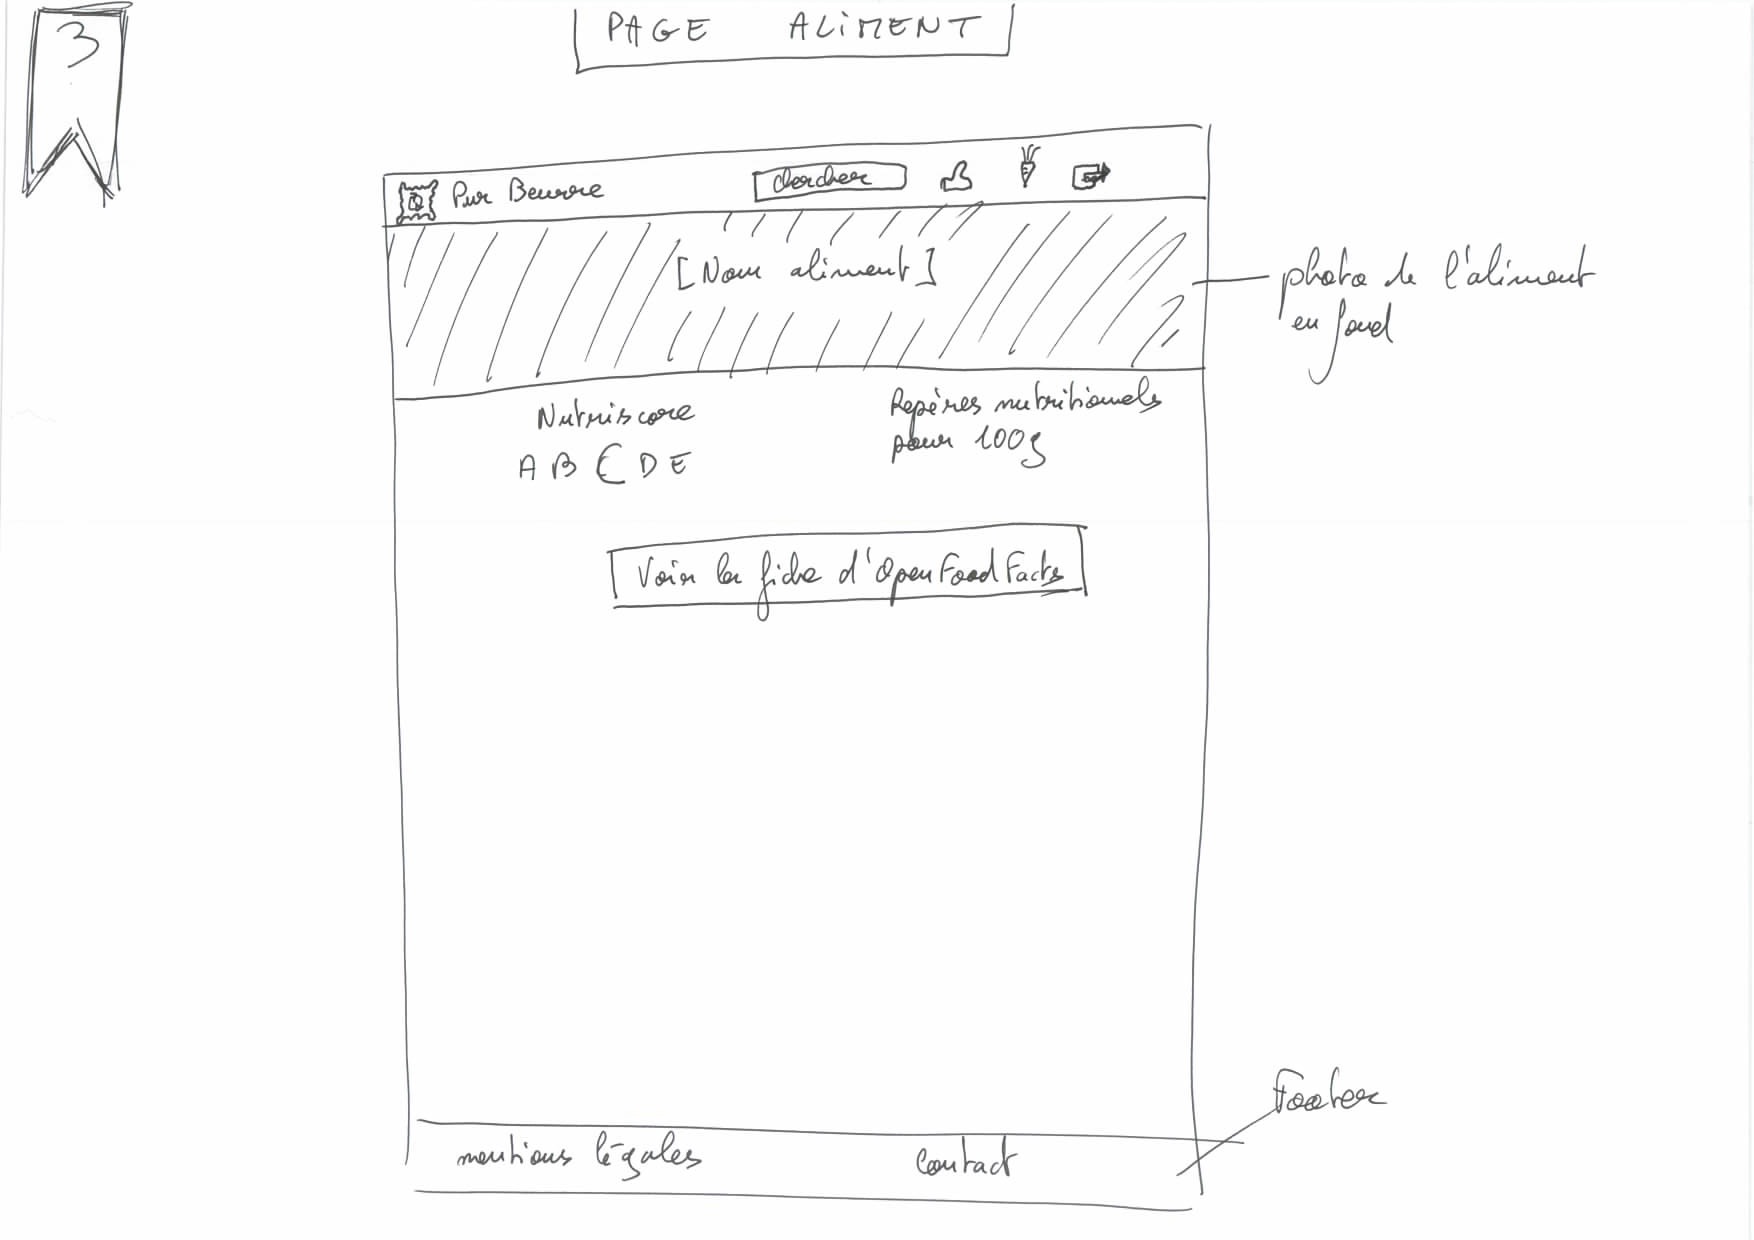 3
PAGE ALIMENT
Pur Beurre
chercher
[Nom aliment]
photo de l'aliment
en fond
Nutriscore
A B C D E
Repères nutritionnels
pour 100g
Voir la fiche d'OpenFoodFacts
Footer
mentions légales
Contact